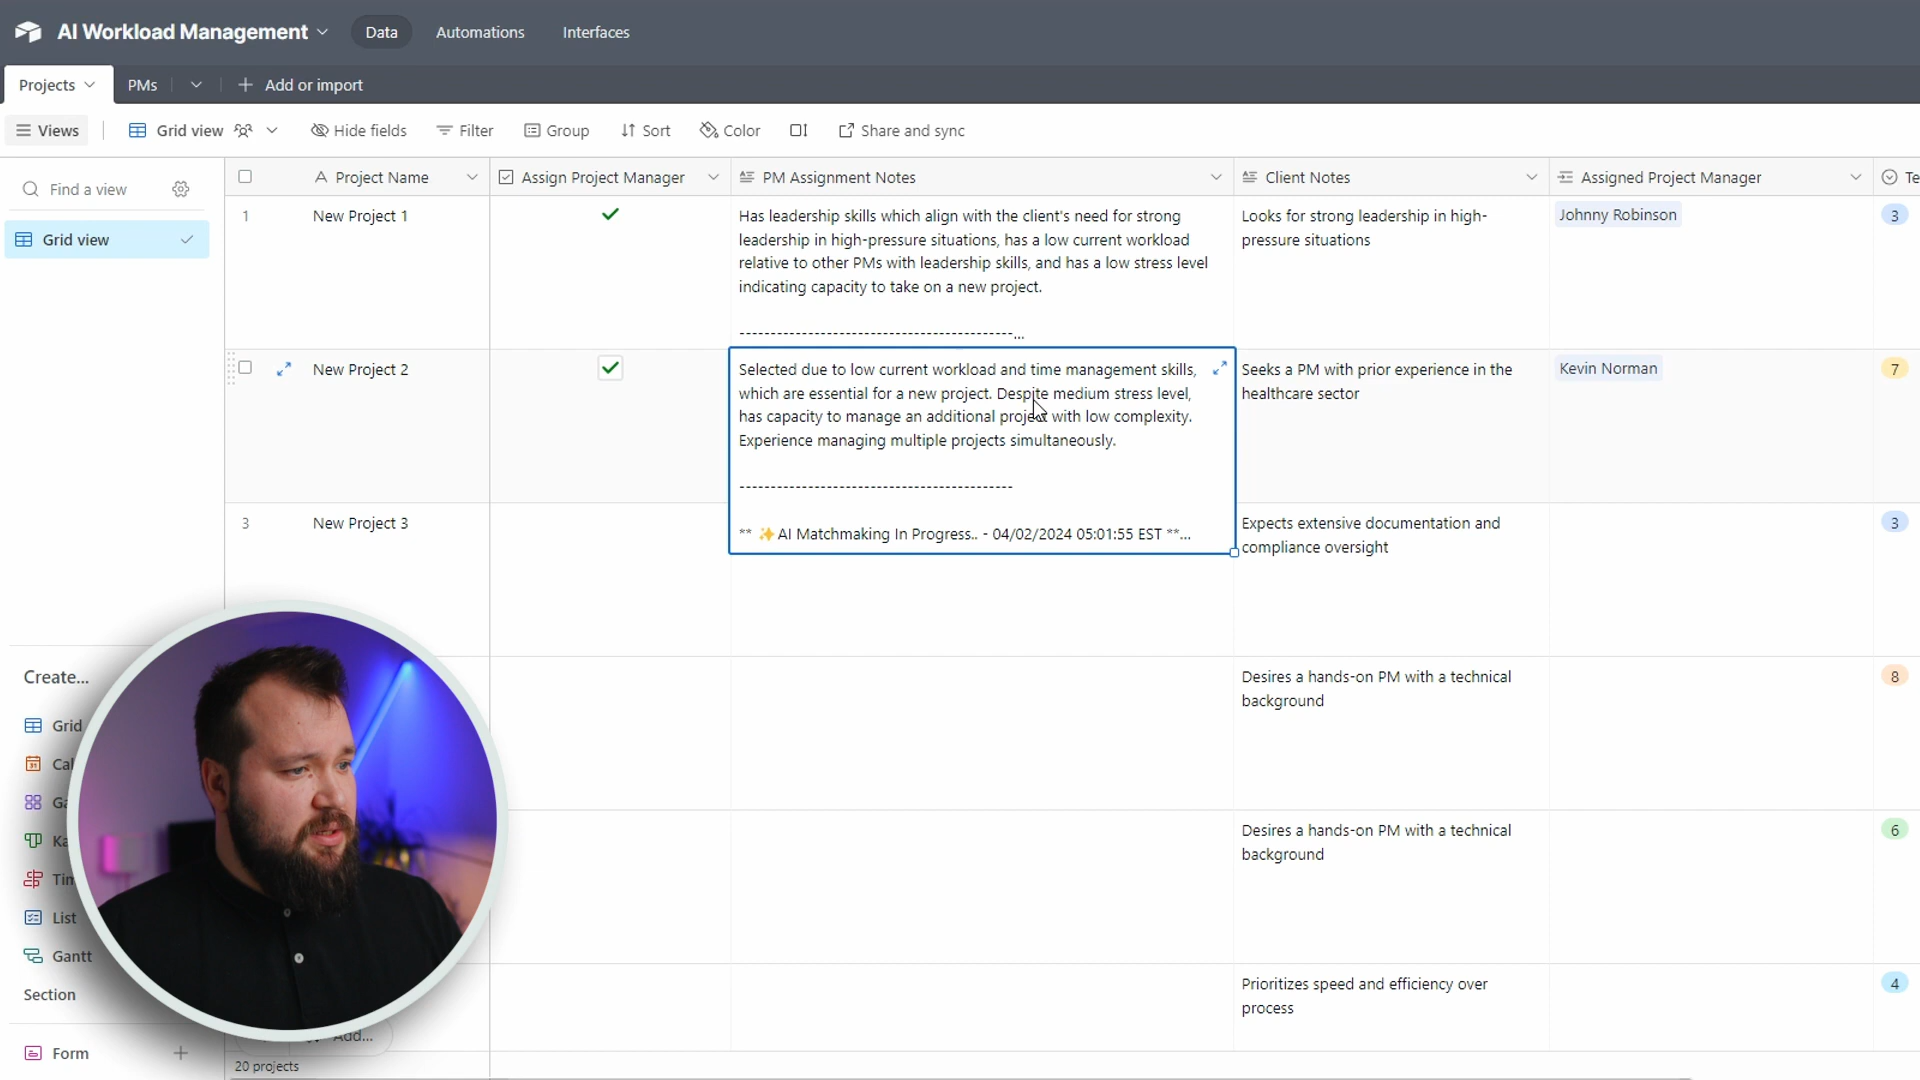 AI Workload Management
Data
Automations
Interfaces
Projects
PMs
Add or import
Views
Grid view
Hide fields
Filter
Group
Sort
Color
Share and sync
Find a view
Grid view
Project Name
Assign Project Manager
PM Assignment Notes
Client Notes
Assigned Project Manager
Te
1
New Project 1
Has leadership skills which align with the client's need for strong
leadership in high-pressure situations, has a low current workload
relative to other PMs with leadership skills, and has a low stress level
indicating capacity to take on a new project.
-------------------------------------------...
Looks for strong leadership in high-
pressure situations
Johnny Robinson
3
New Project 2
Selected due to low current workload and time management skills,
which are essential for a new project. Despite medium stress level,
has capacity to manage an additional project with low complexity.
Experience managing multiple projects simultaneously.
-------------------------------------------
** ✨AI Matchmaking In Progress.. - 04/02/2024 05:01:55 EST **...
Seeks a PM with prior experience in the
healthcare sector
Kevin Norman
7
3
New Project 3
Expects extensive documentation and
compliance oversight
3
Desires a hands-on PM with a technical
background
8
Desires a hands-on PM with a technical
background
6
Prioritizes speed and efficiency over
process
4
Create...
Grid
Cal
Ga
Ka
Tim
List
Gantt
Section
Form
Add...
20 projects